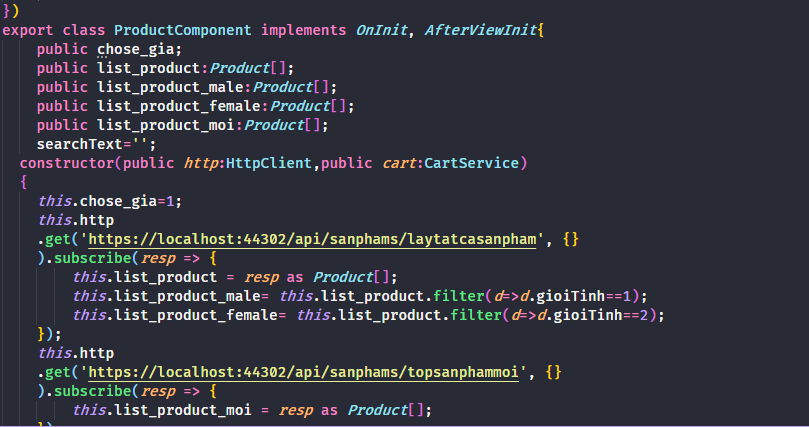 })
export class ProductComponent implements OnInit, AfterViewInit{
    public chose_gia;
    public list_product:Product[];
    public list_product_male:Product[];
    public list_product_female:Product[];
    public list_product_moi:Product[];
    searchText='';
  constructor(public http:HttpClient,public cart:CartService)
  {
    this.chose_gia=1;
    this.http
    .get('https://localhost:44302/api/sanphams/laytatcasanpham', {}
    ).subscribe(resp => {
        this.list_product = resp as Product[];
        this.list_product_male= this.list_product.filter(d=>d.gioiTinh==1);
        this.list_product_female= this.list_product.filter(d=>d.gioiTinh==2);
    });
    this.http
    .get('https://localhost:44302/api/sanphams/topsanphammoi', {}
    ).subscribe(resp => {
        this.list_product_moi = resp as Product[];